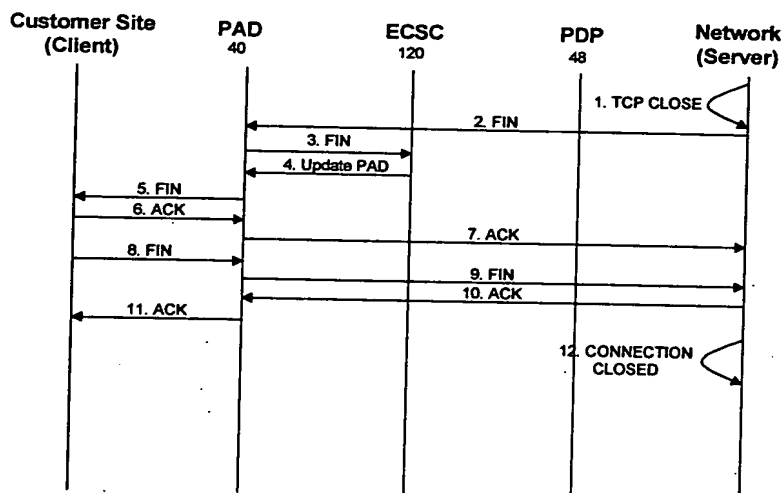 Customer Site
(Client)
PAD
40
ECSC
120
PDP
48
Network
(Server)
1. TCP CLOSE
2. FIN
3. FIN
4. Update PAD
5. FIN
6. ACK
7. ACK
8. FIN
9. FIN
10. ACK
11. ACK
12. CONNECTION
CLOSED